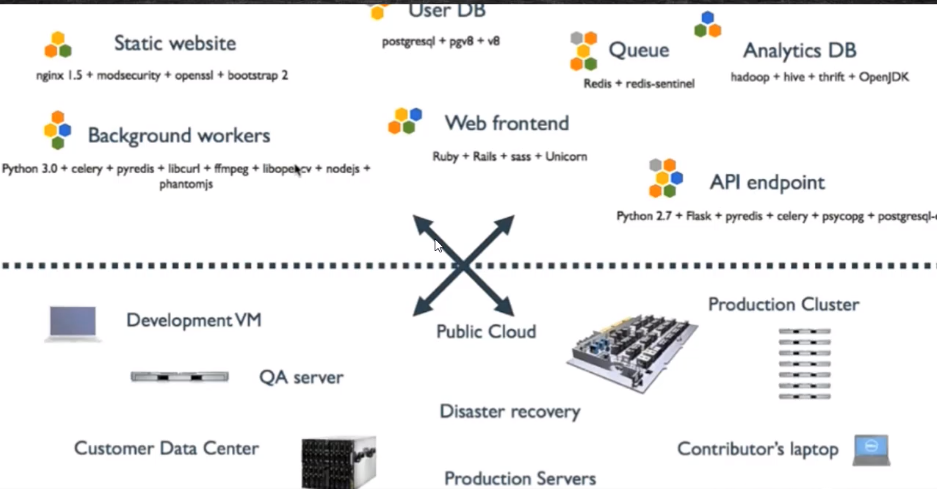 User DB
postgresql + pgv8 + v8
Static website
nginx 1.5 + modsecurity + openssl + bootstrap 2
Queue
Redis + redis-sentinel
Analytics DB
hadoop + hive + thrift + OpenJDK
Background workers
Python 3.0 + celery + pyredis + libcurl + ffmpeg + libopencv + nodejs +
phantomjs
Web frontend
Ruby + Rails + sass + Unicorn
API endpoint
Python 2.7 + Flask + pyredis + celery + psycopg + postgresql-
Development VM
Public Cloud
Production Cluster
QA server
Disaster recovery
Customer Data Center
Contributor's laptop
Production Servers